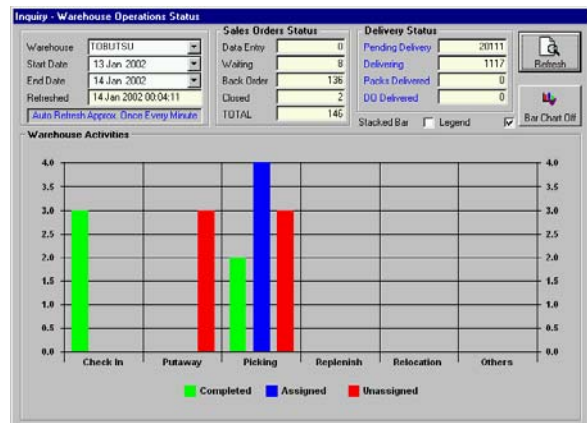 Inquiry - Warehouse Operations Status
Warehouse TOBUTSU
Start Date 13 Jan 2002
End Date 14 Jan 2002
Refreshed 14 Jan 2002 00:04:11
Auto Refresh Approx. Once Every Minute
Sales Orders Status
Data Entry 0
Waiting 8
Back Order 136
Closed 2
TOTAL 146
Delivery Status
Pending Delivery 20111
Delivering 1117
Packs Delivered 0
DO Delivered 0
Stacked Bar Legend
Refresh
Bar Chart Off
Warehouse Activities
4.0 4.0
3.5 3.5
3.0 3.0
2.5 2.5
2.0 2.0
1.5 1.5
1.0 1.0
0.5 0.5
0.0 0.0
Check In Putaway Picking Replenish Relocation Others
Completed Assigned Unassigned